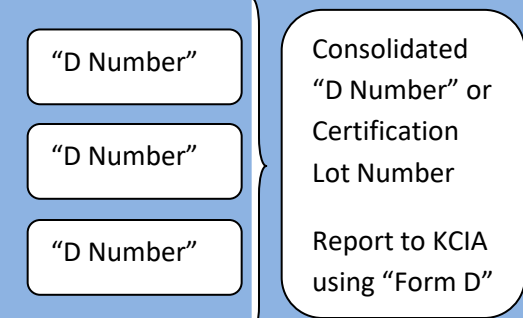 “D Number”
“D Number”
“D Number”
Consolidated
“D Number” or
Certification
Lot Number
Report to KCIA
using “Form D”